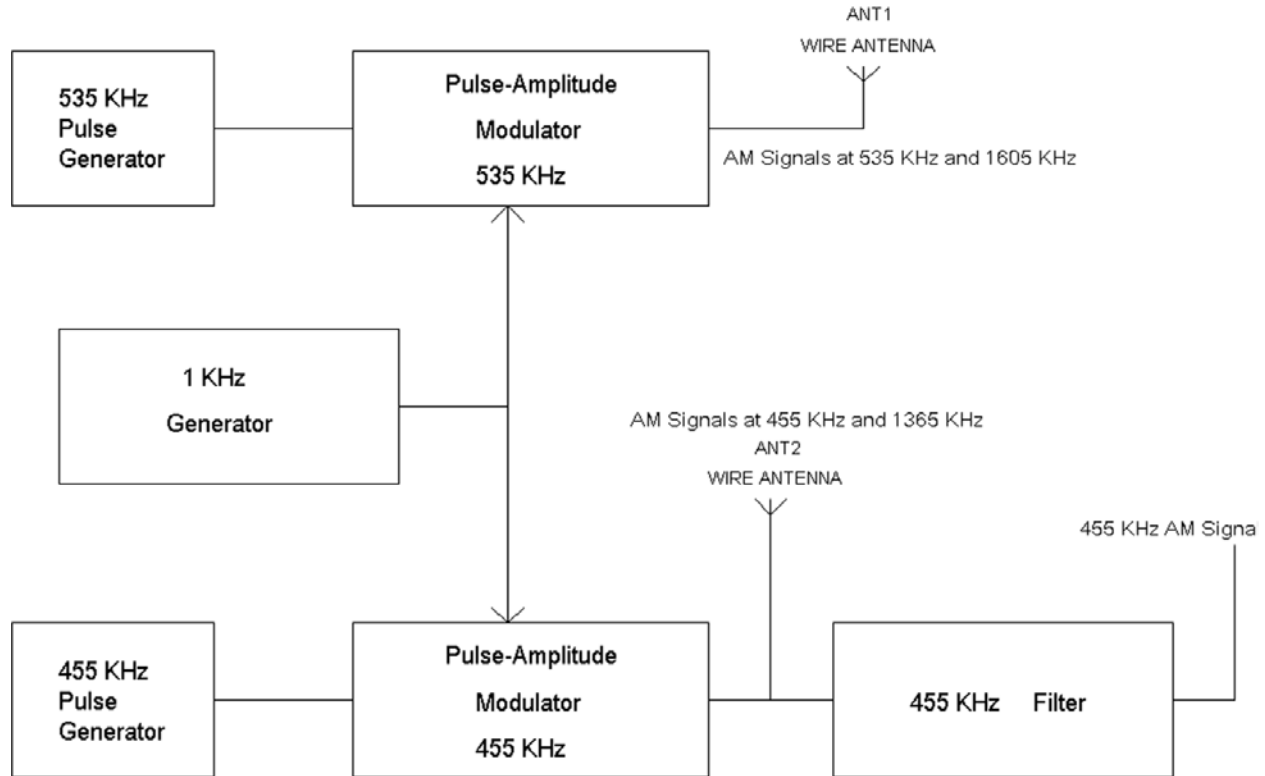 ANT1
WIRE ANTENNA
535 KHz
Pulse
Generator
Pulse-Amplitude
Modulator
535 KHz
AM Signals at 535 KHz and 1605 KHz
1 KHz
Generator
AM Signals at 455 KHz and 1365 KHz
ANT2
WIRE ANTENNA
455 KHz AM Signa
455 KHz
Pulse
Generator
Pulse-Amplitude
Modulator
455 KHz
455 KHz Filter